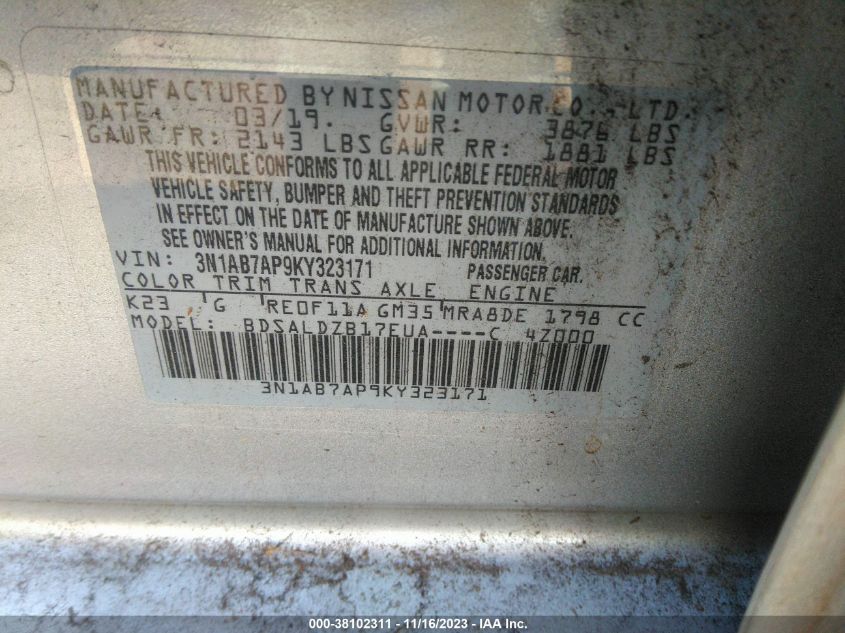 MANUFACTURED BY NISSAN MOTOR CO., LTD.
DATE: 03/19. GVWR: 3876 LBS
GAWR FR: 2143 LBS GAWR RR: 1881 LBS
THIS VEHICLE CONFORMS TO ALL APPLICABLE FEDERAL MOTOR
VEHICLE SAFETY, BUMPER AND THEFT PREVENTION STANDARDS
IN EFFECT ON THE DATE OF MANUFACTURE SHOWN ABOVE.
SEE OWNER'S MANUAL FOR ADDITIONAL INFORMATION.
VIN: 3N1AB7AP9KY323171 PASSENGER CAR.
COLOR TRIM TRANS AXLE ENGINE
K23 G RE0F11A GM35 MRA8DE 1798 CC
MODEL: BDSALDZB17EUA----C 4Z000
3N1AB7AP9KY323171
000-38102311 - 11/16/2023 - IAA Inc.